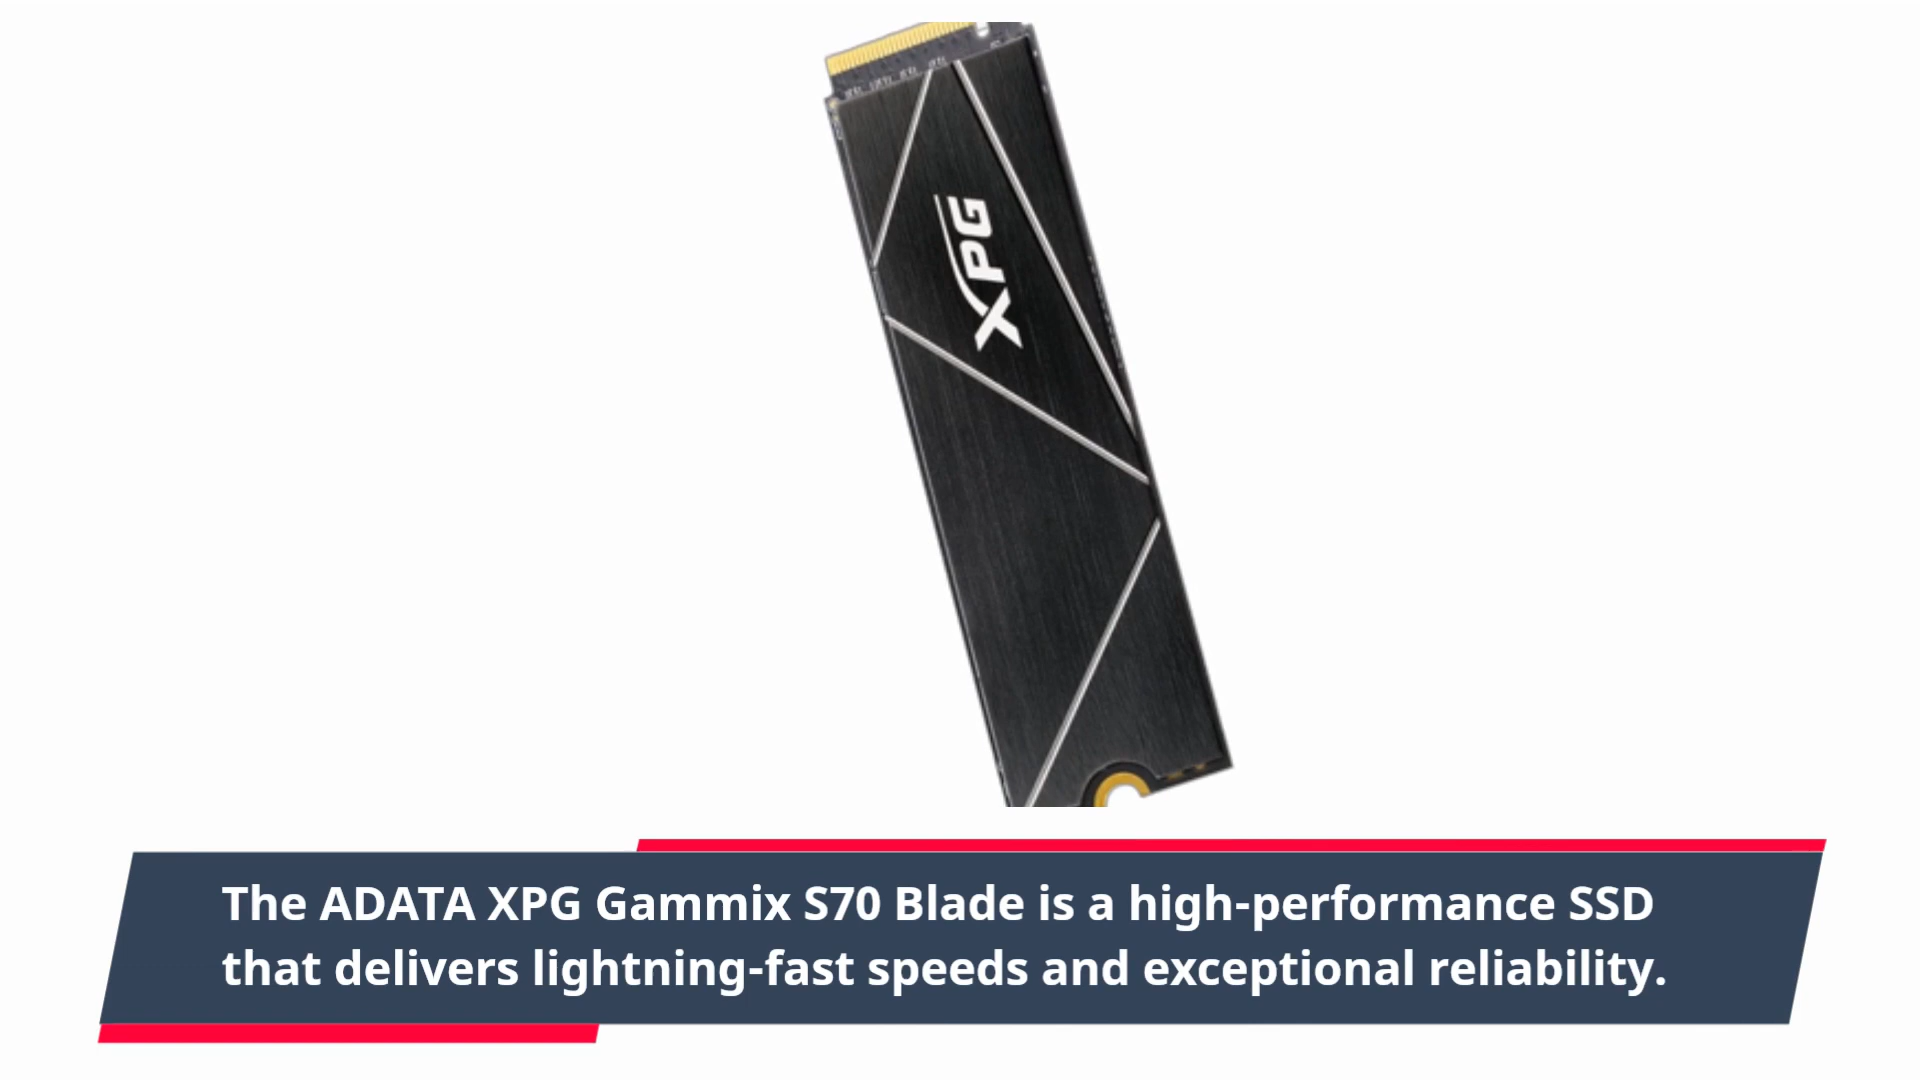 XPG
The ADATA XPG Gammix S70 Blade is a high-performance SSD
that delivers lightning-fast speeds and exceptional reliability.